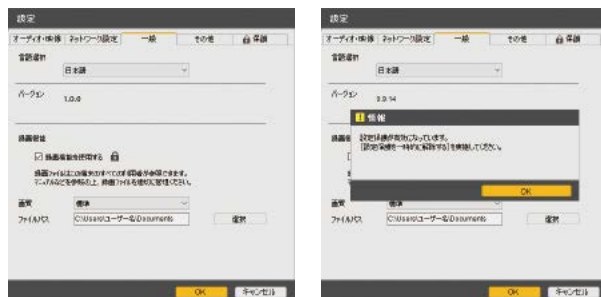 設定
オーディオ・映像 ネットワーク設定 一般 その他 保護
言語選択
日本語
バージョン 1.0.0
録画機能
録画機能を使用する
録画ファイルはこの端末のすべての利用者が参照できます。
マニュアルなどを参照の上、録画ファイルを適切に管理ください。
画質 標準
ファイルパス C:\Users\ユーザー名\Documents 選択
OK キャンセル
設定
オーディオ・映像 ネットワーク設定 一般 その他 保護
言語選択
日本語
バージョン 0.9.14
情報
設定保護が有効になっています。
[設定保護を一時的に解除する]を実施してください。
OK
画質 標準
ファイルパス C:\Users\ユーザー名\Documents 選択
OK キャンセル